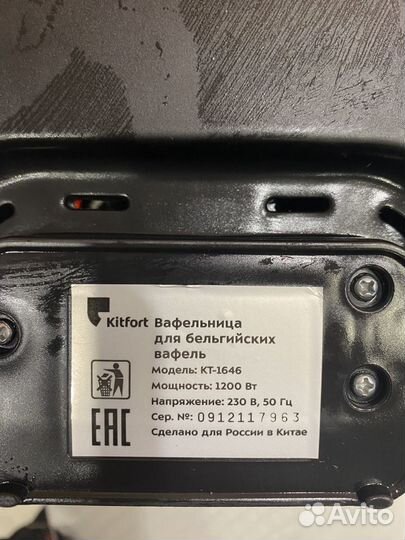 Kitfort Вафельница
для бельгийских
вафель
Модель: КТ-1646
Мощность: 1200 Вт
Напряжение: 230 В, 50 Гц
Сер. №: 0912117963
Сделано для России в Китае
EAC
Avito